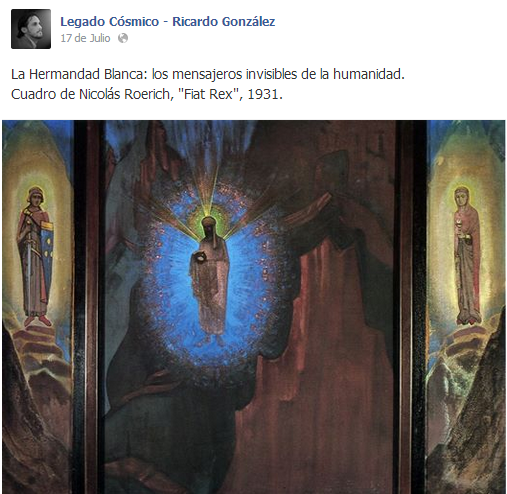 Legado Cósmico - Ricardo González
17 de Julio
La Hermandad Blanca: los mensajeros invisibles de la humanidad.
Cuadro de Nicolás Roerich, "Fiat Rex", 1931.